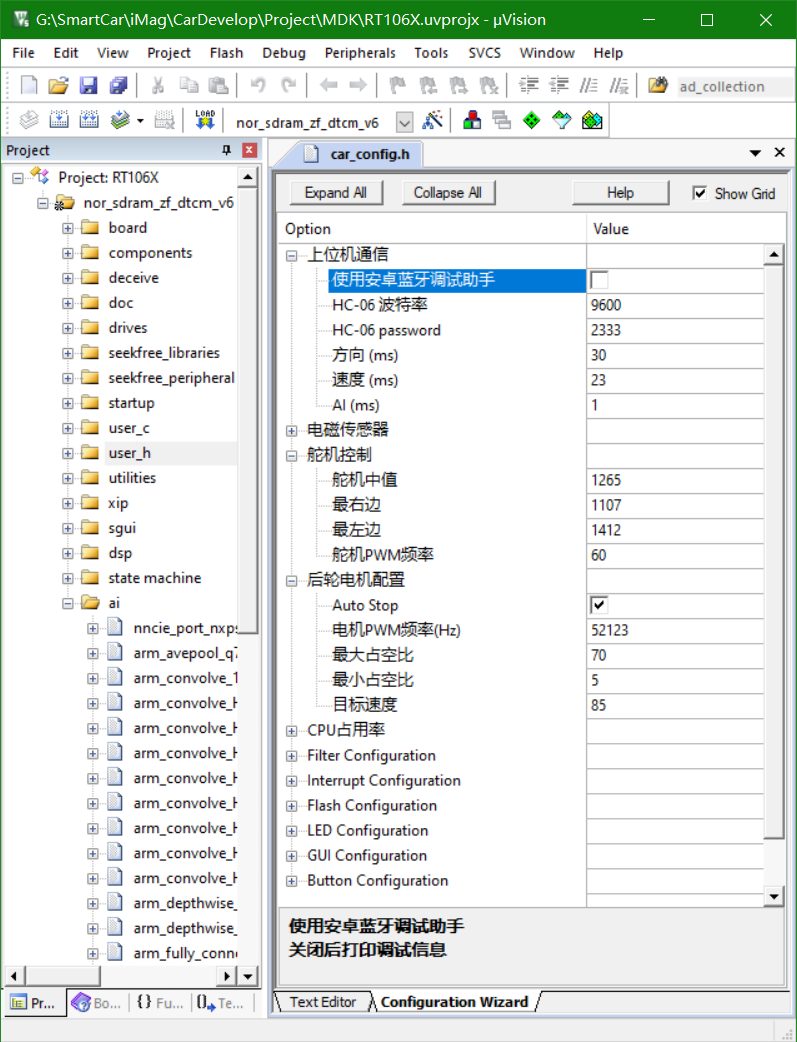 G:\SmartCar\iMag\CarDevelop\Project\MDK\RT106X.uvprojx - µVision
File Edit View Project Flash Debug Peripherals Tools SVCS Window Help
ad_collection
LOAD nor_sdram_zf_dtcm_v6
Project
Project: RT106X
nor_sdram_zf_dtcm_v6
board
components
deceive
doc
drives
seekfree_libraries
seekfree_peripheral
startup
user_c
user_h
utilities
xip
sgui
dsp
state machine
ai
nncie_port_nxps
arm_avepool_q7
arm_convolve_1
arm_convolve_H
arm_convolve_H
arm_convolve_H
arm_convolve_H
arm_convolve_H
arm_convolve_H
arm_convolve_H
arm_convolve_H
arm_depthwise_
arm_depthwise_
arm_fully_conne
Pr... Bo... {} Fu... Te...
car_config.h
Expand All Collapse All Help Show Grid
Option Value
上位机通信
使用安卓蓝牙调试助手
HC-06 波特率 9600
HC-06 password 2333
方向 (ms) 30
速度 (ms) 23
AI (ms) 1
电磁传感器
舵机控制
舵机中值 1265
最右边 1107
最左边 1412
舵机PWM频率 60
后轮电机配置
Auto Stop
电机PWM频率(Hz) 52123
最大占空比 70
最小占空比 5
目标速度 85
CPU占用率
Filter Configuration
Interrupt Configuration
Flash Configuration
LED Configuration
GUI Configuration
Button Configuration
使用安卓蓝牙调试助手
关闭后打印调试信息
Text Editor Configuration Wizard